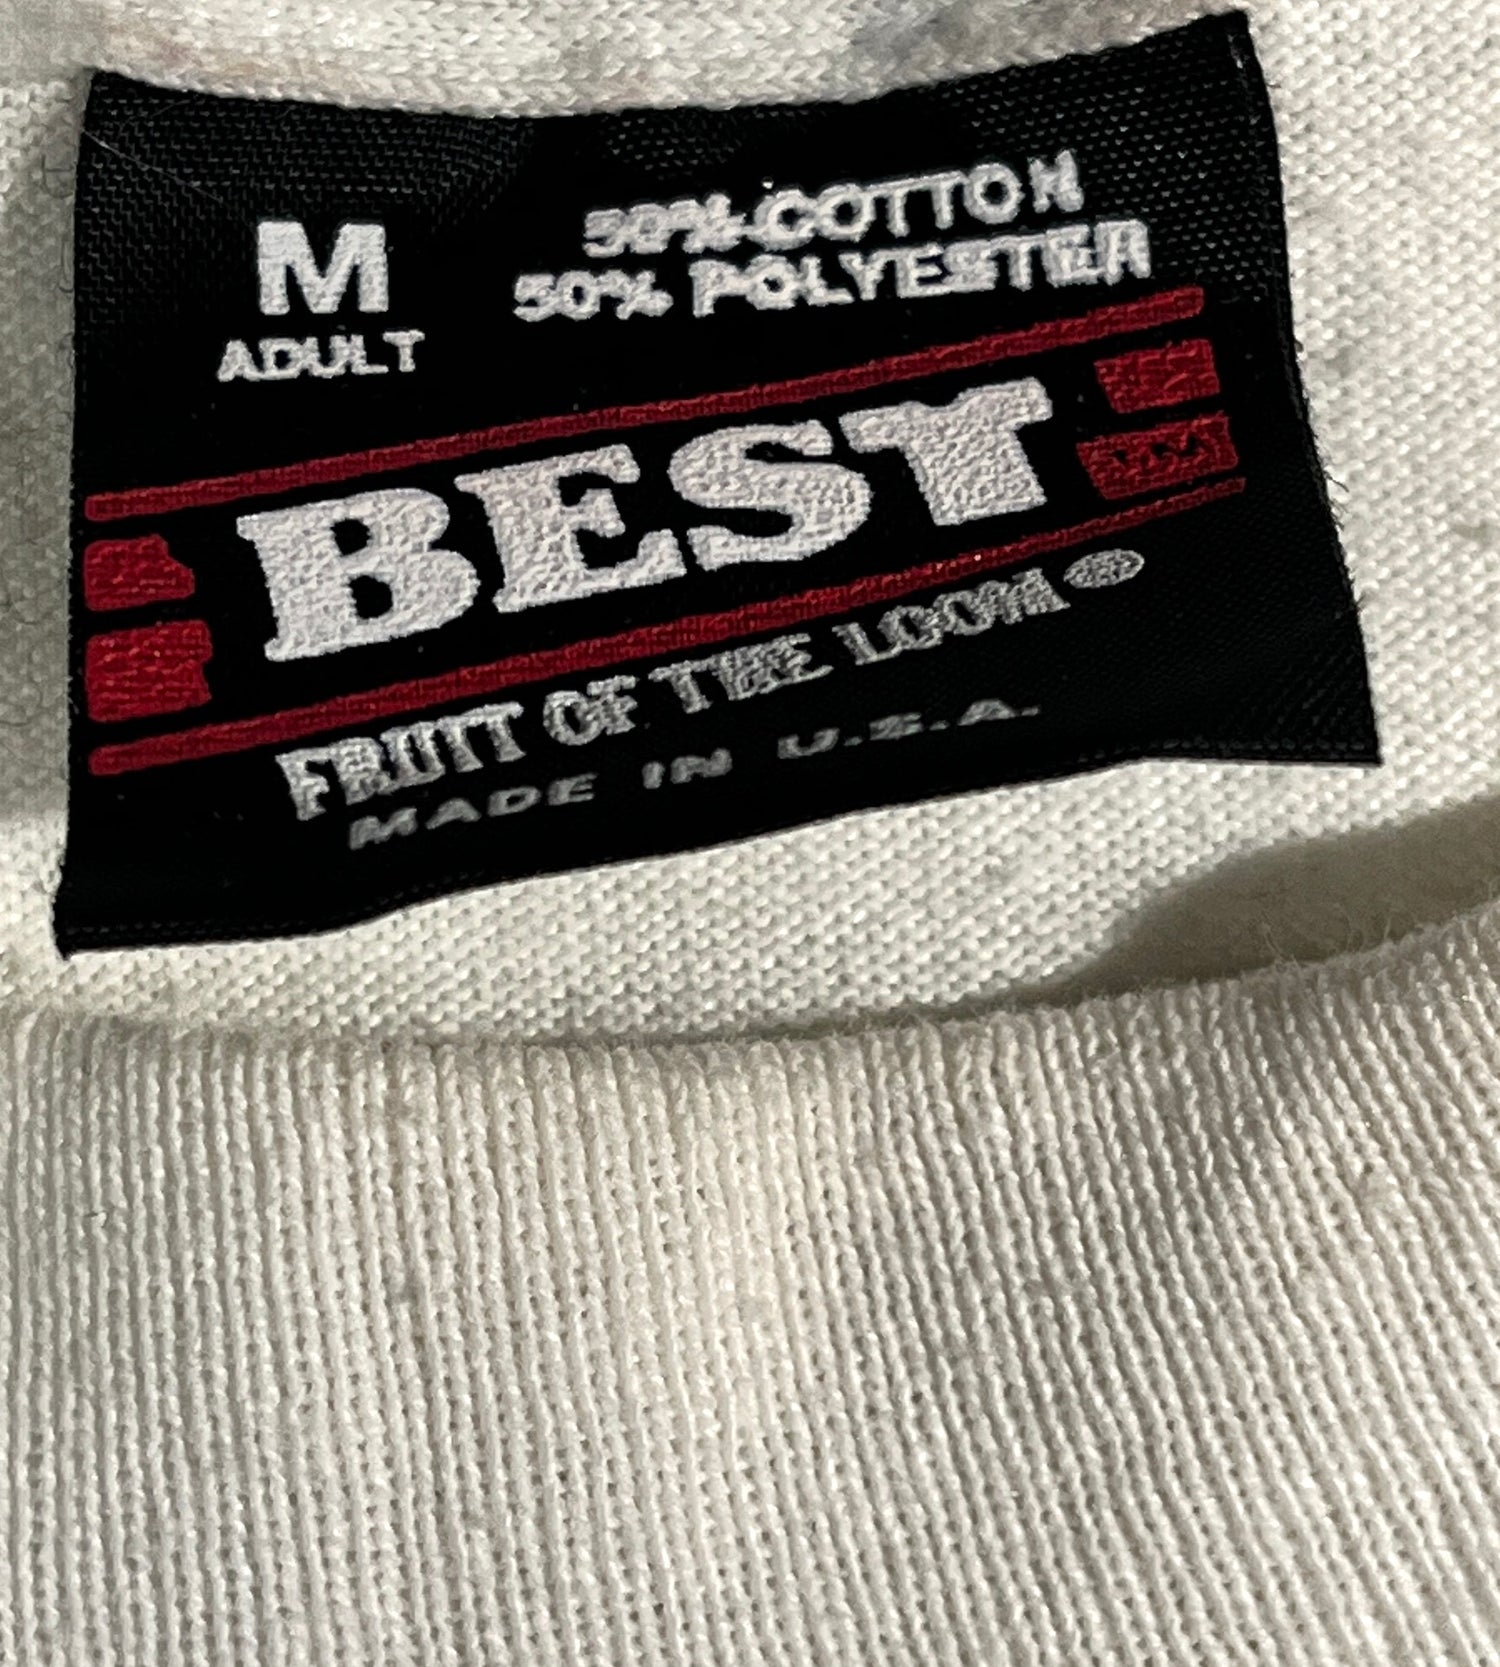 M
ADULT
50% COTTON
50% POLYESTER
BEST
FRUIT OF THE LOOM
MADE IN U.S.A.